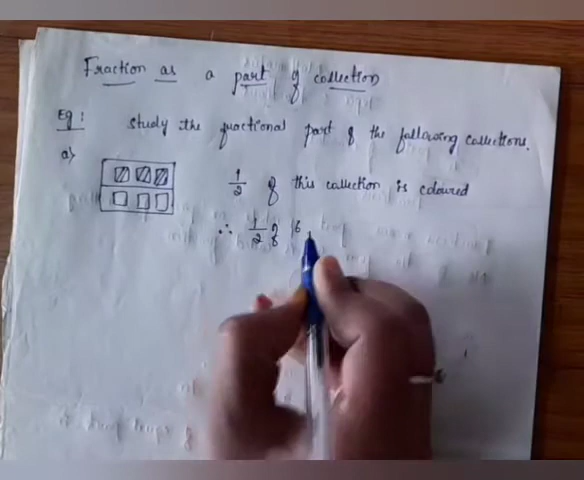 Fraction as a part of collection
Eg: Study the fractional part of the following collections.
a) 1/2 of this collection is coloured
∴ 1/2 of 6